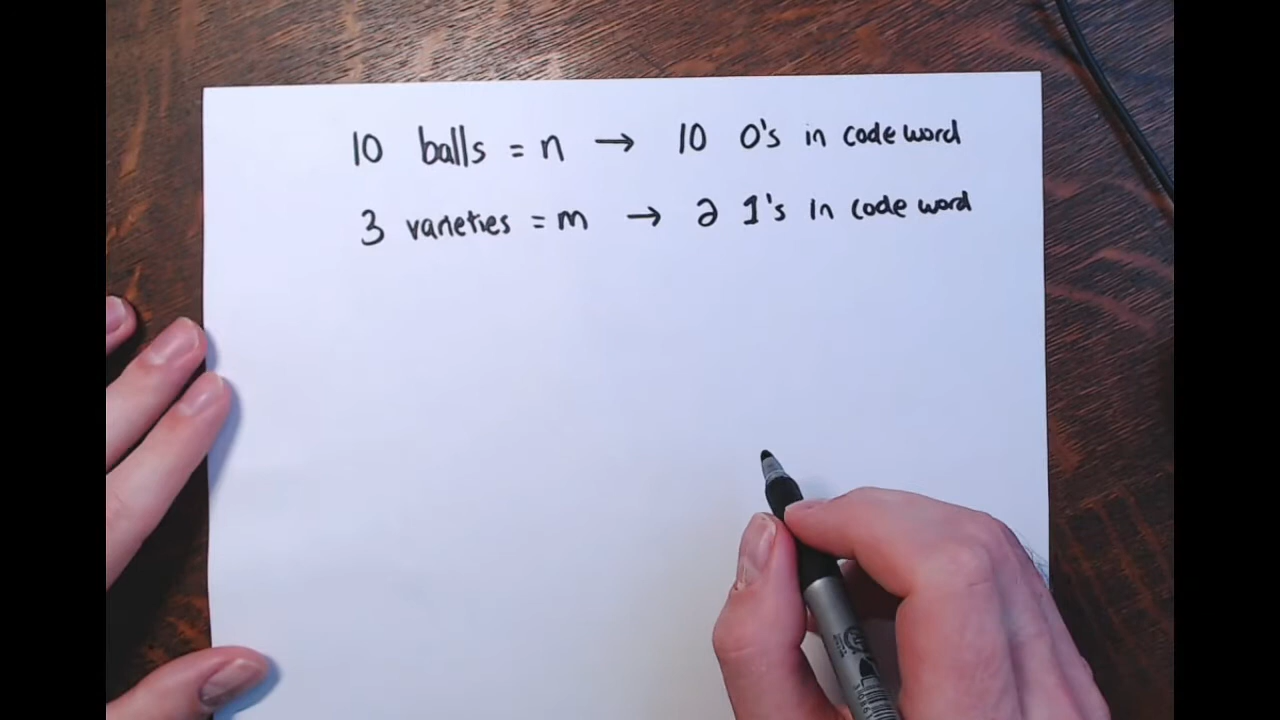 10 balls = n → 10 0's in code word
3 varieties = m → 2 1's in code word